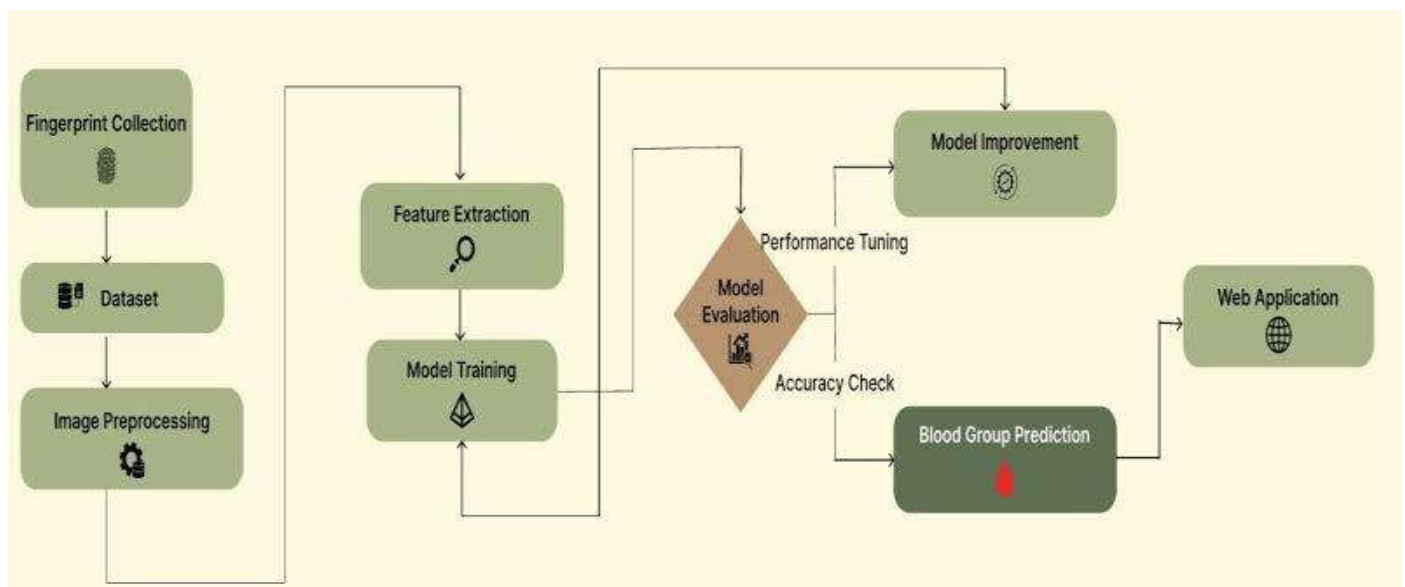 Fingerprint Collection
Dataset
Image Preprocessing
Feature Extraction
Model Training
Model
Evaluation
Performance Tuning
Accuracy Check
Model Improvement
Blood Group Prediction
Web Application